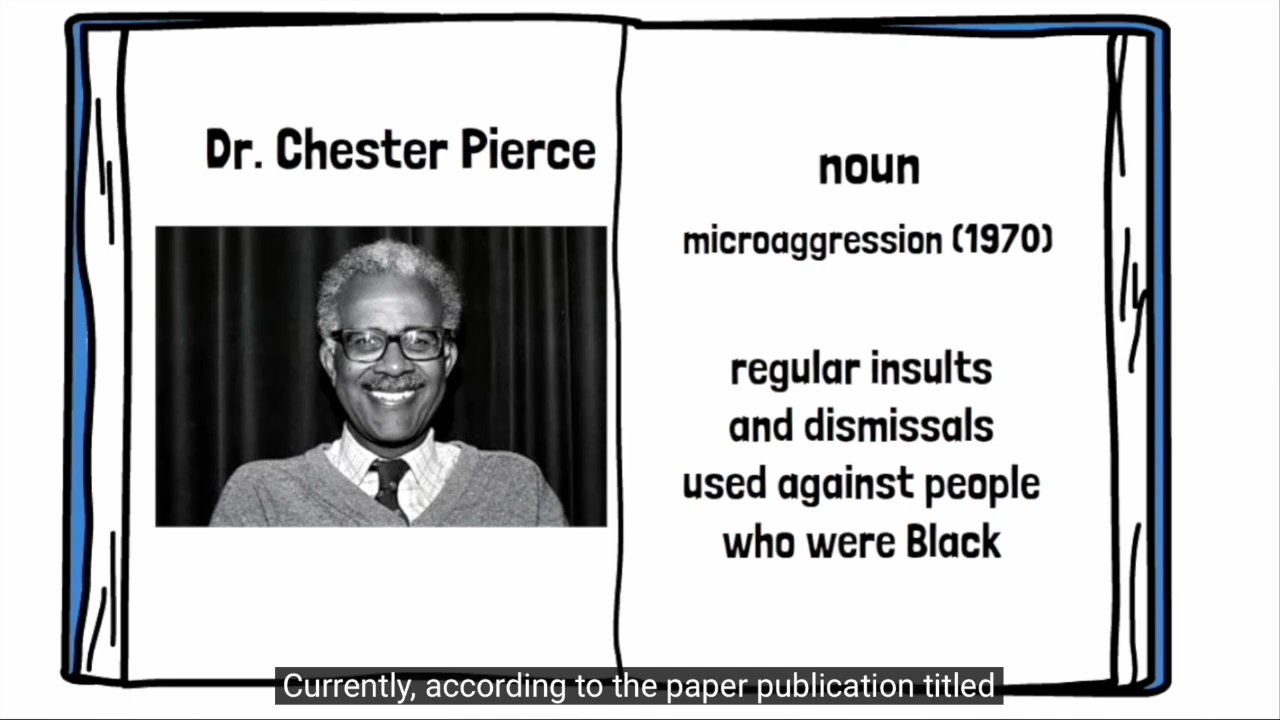 Dr. Chester Pierce
noun
microaggression (1970)
regular insults
and dismissals
used against people
who were Black
Currently, according to the paper publication titled